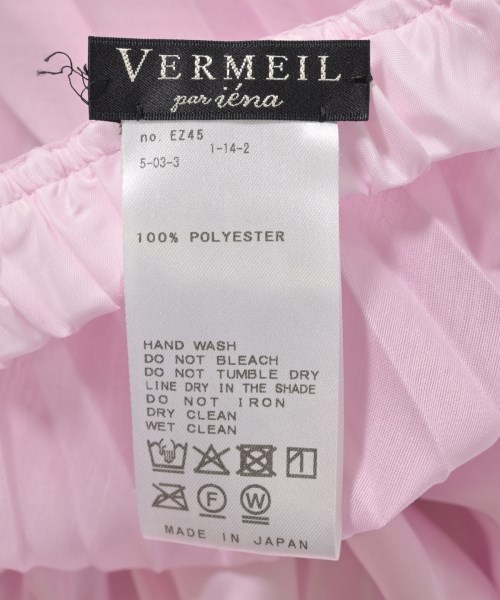 VERMEIL
par iéna
no. EZ45
1-14-2
5-03-3
100% POLYESTER
HAND WASH
DO NOT BLEACH
DO NOT TUMBLE DRY
LINE DRY IN THE SHADE
DO NOT IRON
DRY CLEAN
WET CLEAN
F W
MADE IN JAPAN